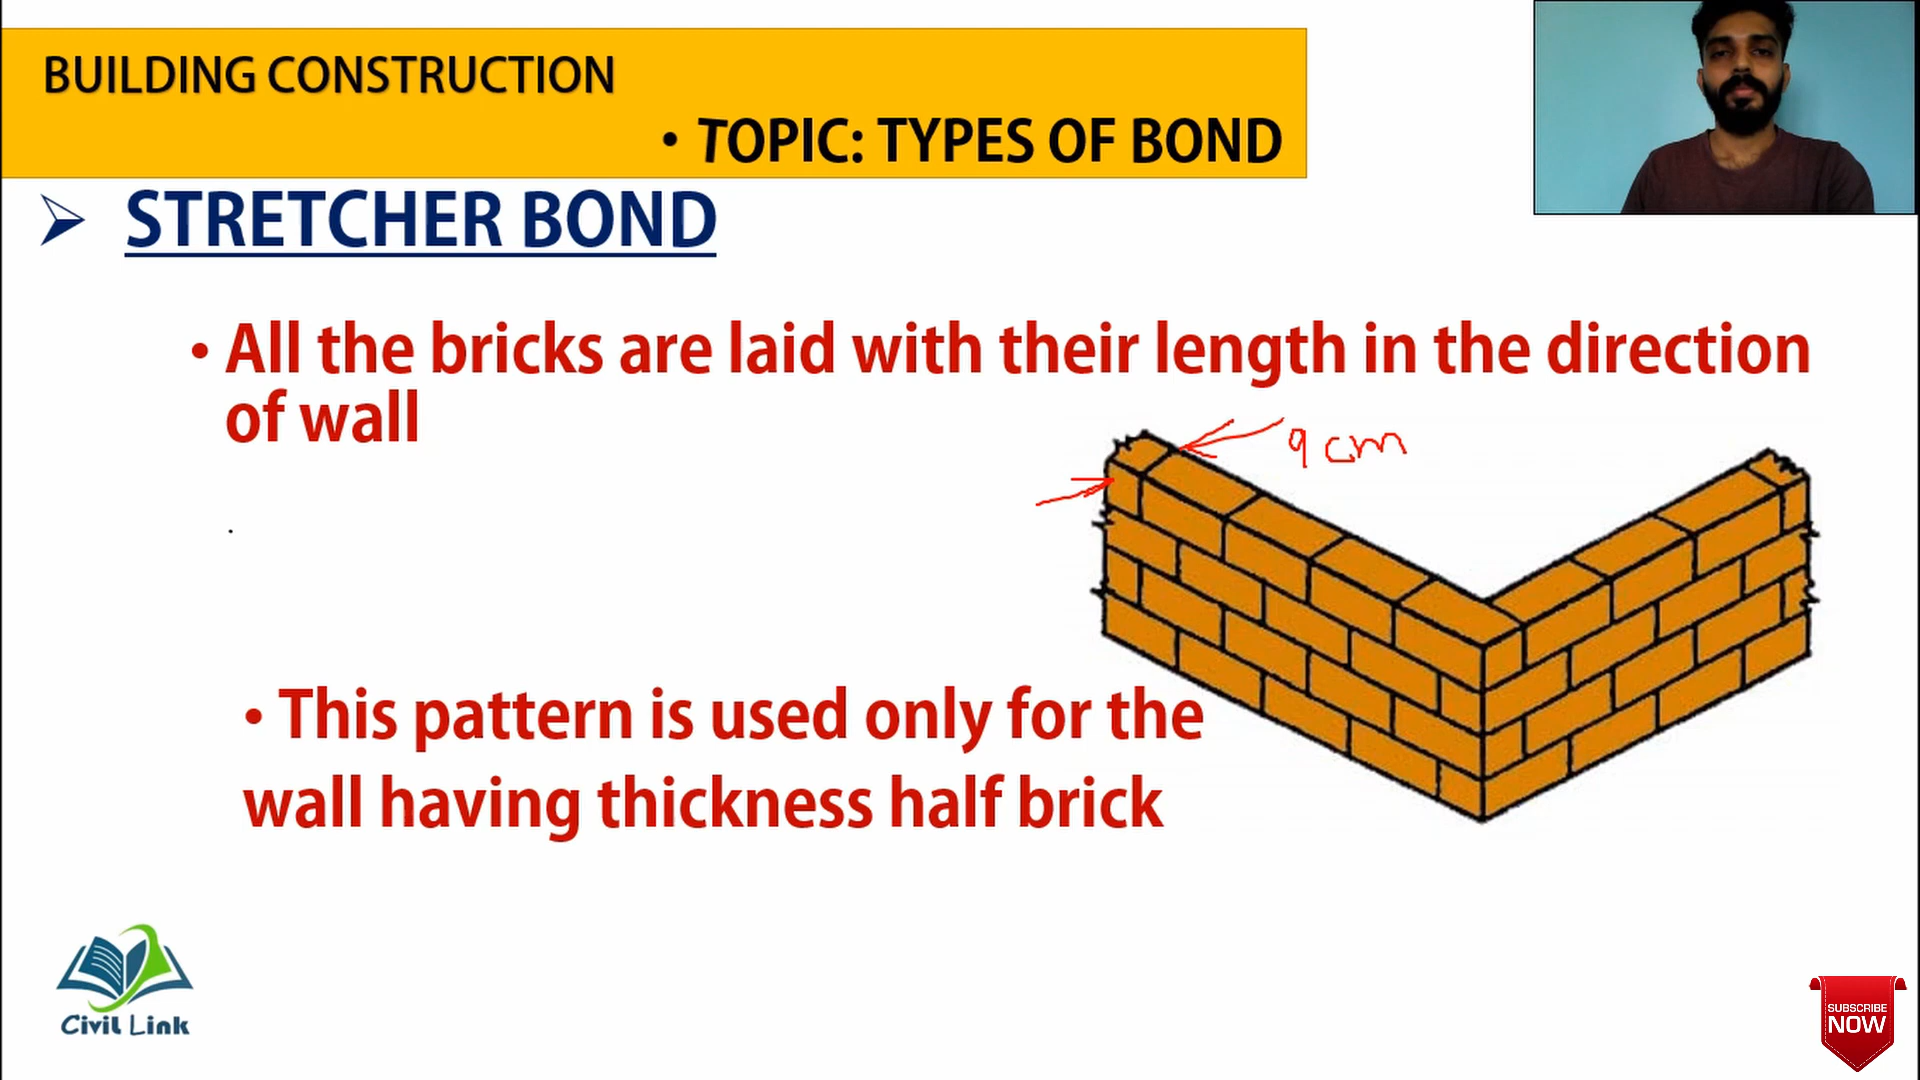 BUILDING CONSTRUCTION
• TOPIC: TYPES OF BOND
STRETCHER BOND
• All the bricks are laid with their length in the direction
of wall
9 cm
• This pattern is used only for the
wall having thickness half brick
Civil Link
SUBSCRIBE
NOW